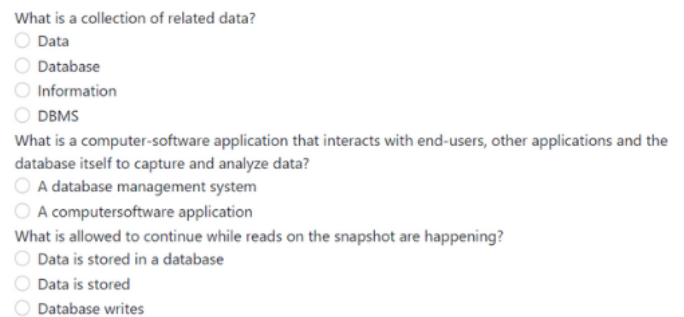 What is a collection of related data?
Data
Database
Information
DBMS
What is a computer-software application that interacts with end-users, other applications and the
database itself to capture and analyze data?
A database management system
A computersoftware application
What is allowed to continue while reads on the snapshot are happening?
Data is stored in a database
Data is stored
Database writes